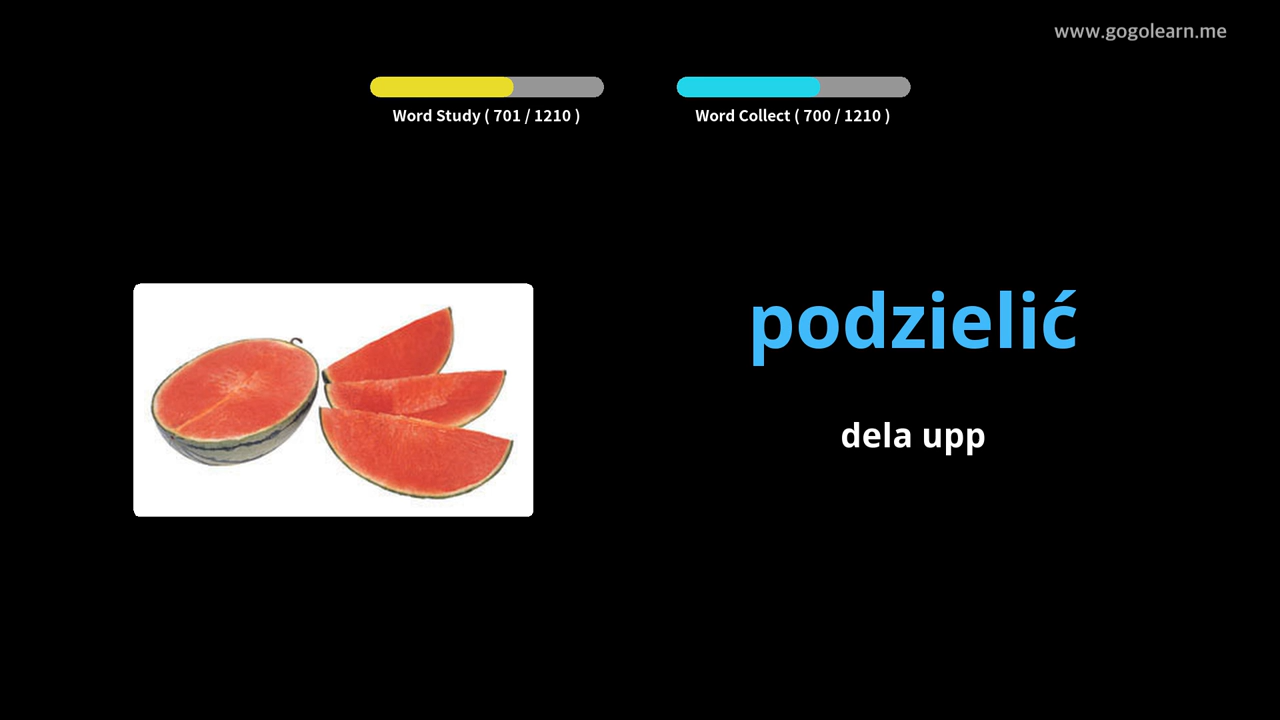 www.gogolearn.me
Word Study ( 701 / 1210 )
Word Collect ( 700 / 1210 )
podzielić
dela upp